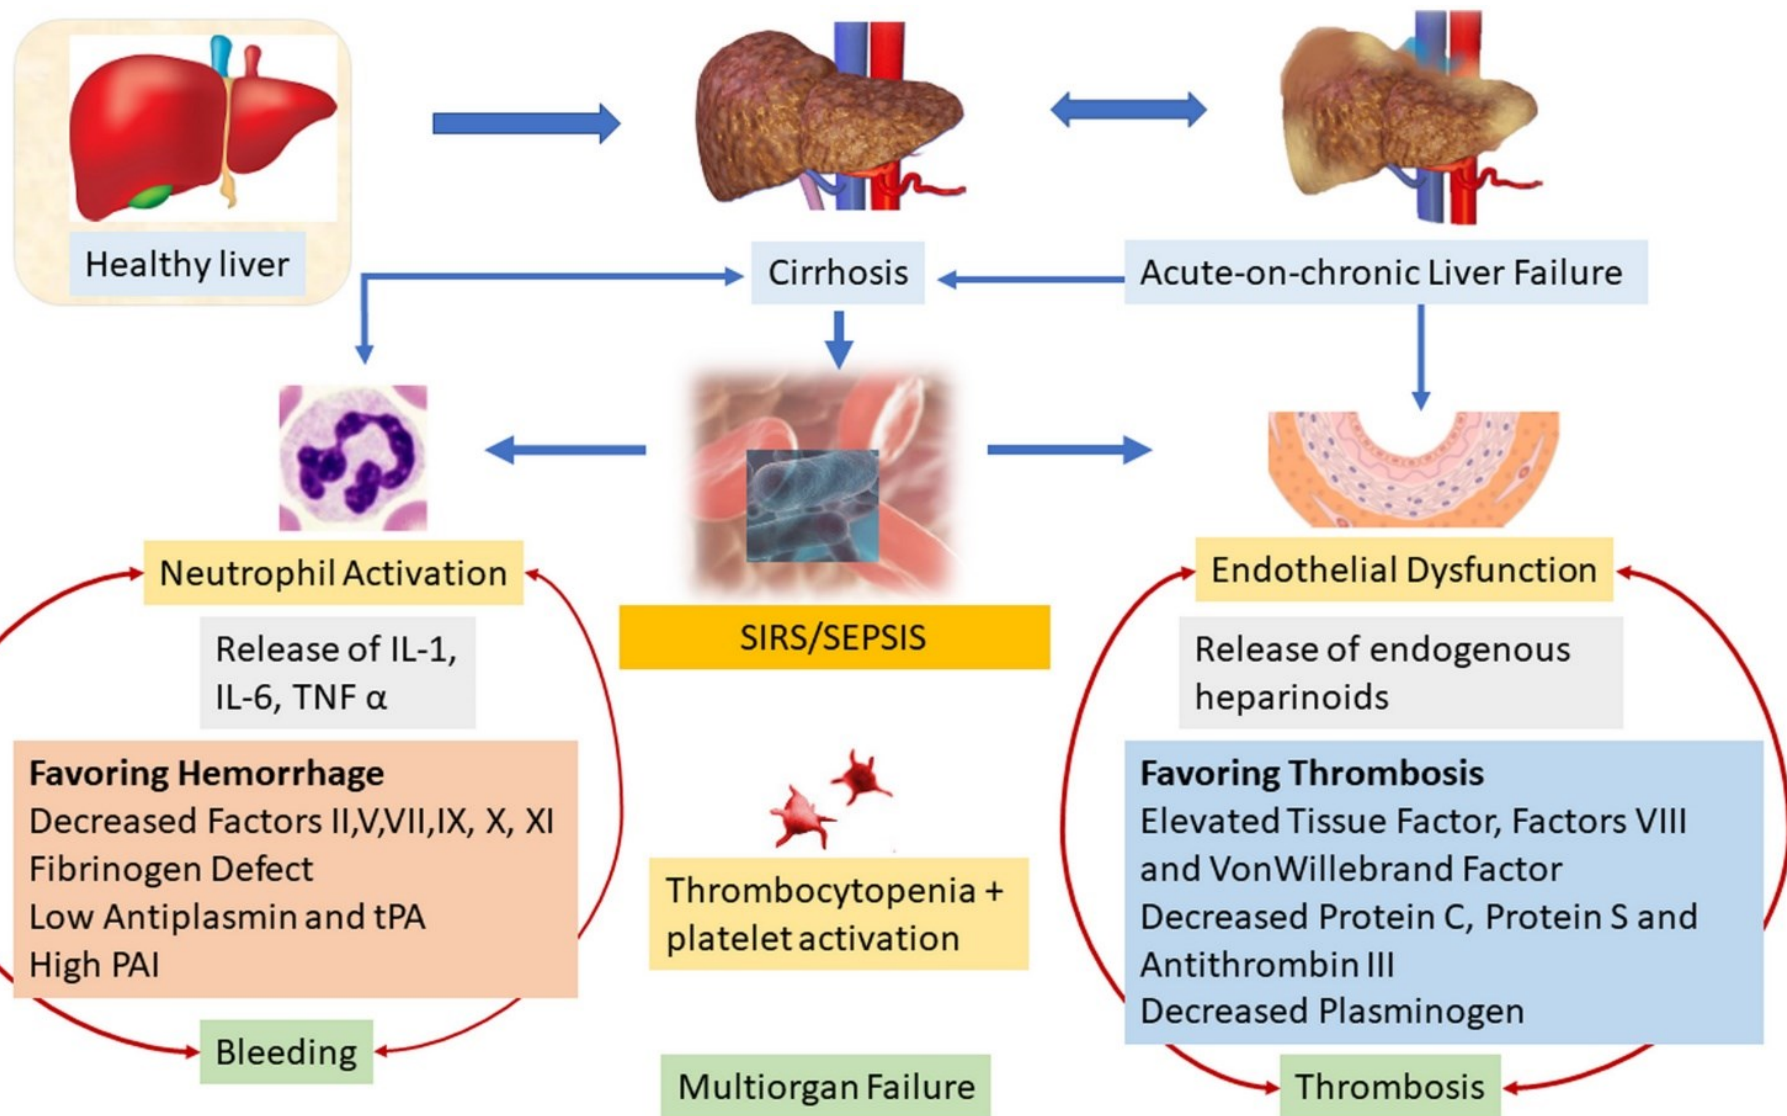 Healthy liver
Cirrhosis
Acute-on-chronic Liver Failure
Neutrophil Activation
Release of IL-1,
IL-6, TNF α
Favoring Hemorrhage
Decreased Factors II,V,VII,IX, X, XI
Fibrinogen Defect
Low Antiplasmin and tPA
High PAI
Bleeding
SIRS/SEPSIS
Thrombocytopenia +
platelet activation
Multiorgan Failure
Endothelial Dysfunction
Release of endogenous
heparinoids
Favoring Thrombosis
Elevated Tissue Factor, Factors VIII
and VonWillebrand Factor
Decreased Protein C, Protein S and
Antithrombin III
Decreased Plasminogen
Thrombosis